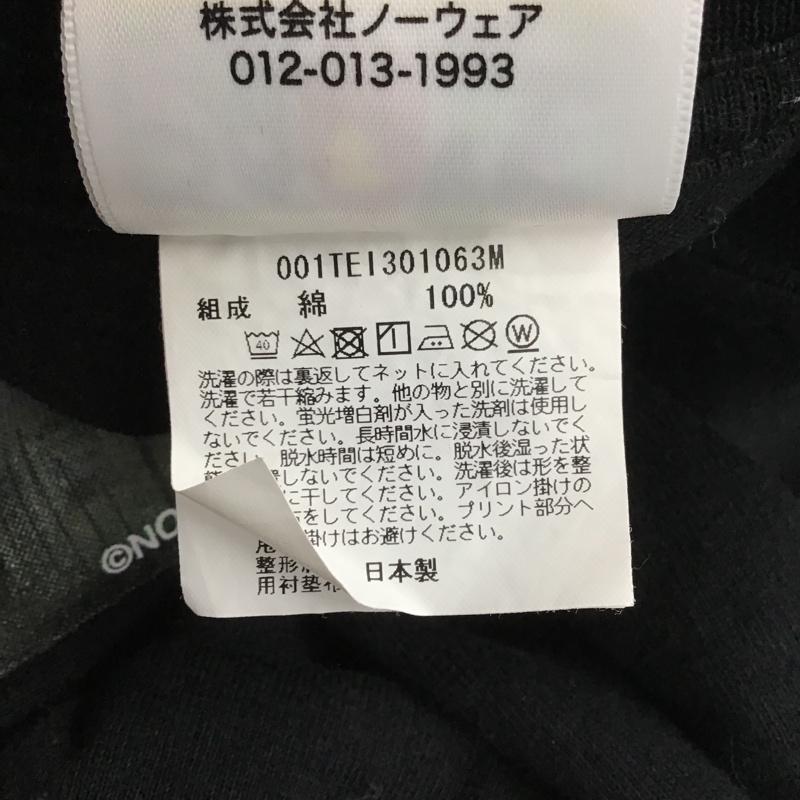 株式会社ノーウェア
012-013-1993
001TEI301063M
組成 綿 100%
40
W
洗濯の際は裏返してネットに入れてください。
洗濯で若干縮みます。他の物と別に洗濯して
ください。蛍光増白剤が入った洗剤は使用し
ないでください。長時間水に浸漬しないでく
ださい。脱水時間は短めに。脱水後湿った状
しないでください。洗濯後は形を整
に干してください。アイロン掛けの
をしてください。プリント部分へ
掛けはお避けください。
整形
用衬垫布
日本製
©NO